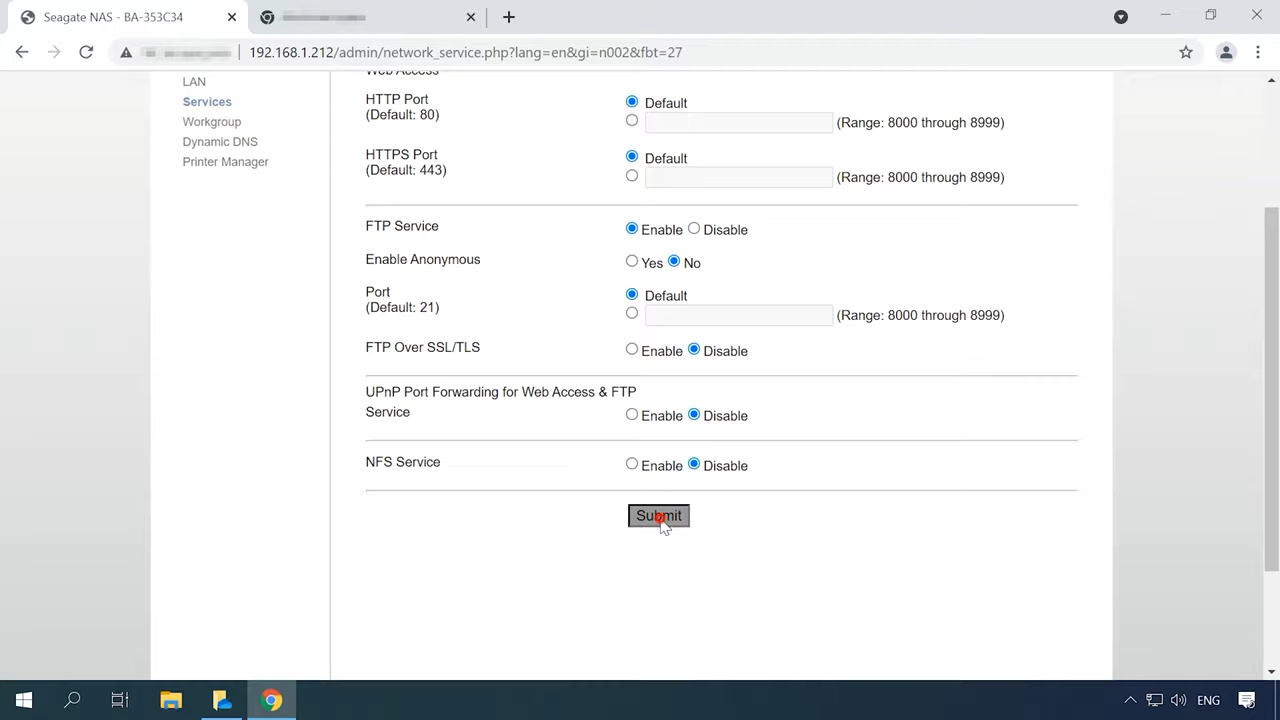 Seagate NAS - BA-353C34
192.168.1.212/admin/network_service.php?lang=en&gi=n002&fbt=27
Web Access
LAN
Services
Workgroup
Dynamic DNS
Printer Manager
HTTP Port
(Default: 80)
Default
(Range: 8000 through 8999)
HTTPS Port
(Default: 443)
Default
(Range: 8000 through 8999)
FTP Service
Enable Disable
Enable Anonymous
Yes No
Port
(Default: 21)
Default
(Range: 8000 through 8999)
FTP Over SSL/TLS
Enable Disable
UPnP Port Forwarding for Web Access & FTP
Service
Enable Disable
NFS Service
Enable Disable
Submit
ENG